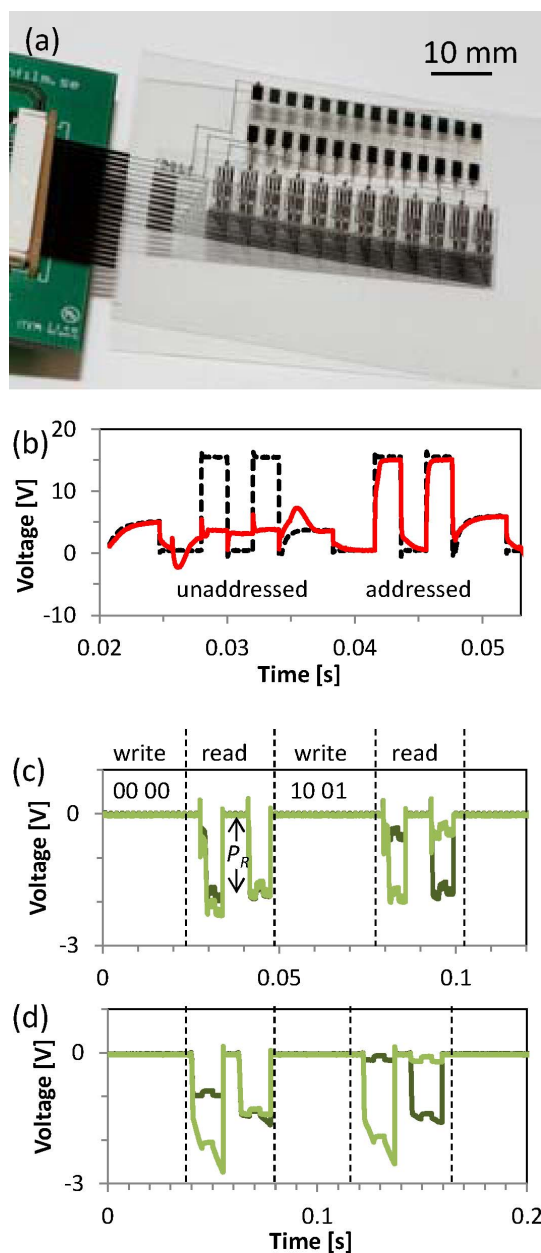 (a)
10 mm
nfilm.se
(b)
20
10
0
-10
Voltage [V]
unaddressed addressed
0.02 0.03 0.04 0.05
Time [s]
write read write read
(c)
00 00 10 01
0
Voltage [V]
P_R
-3
0 0.05 0.1
(d)
0
Voltage [V]
-3
0 0.1 0.2
Time [s]